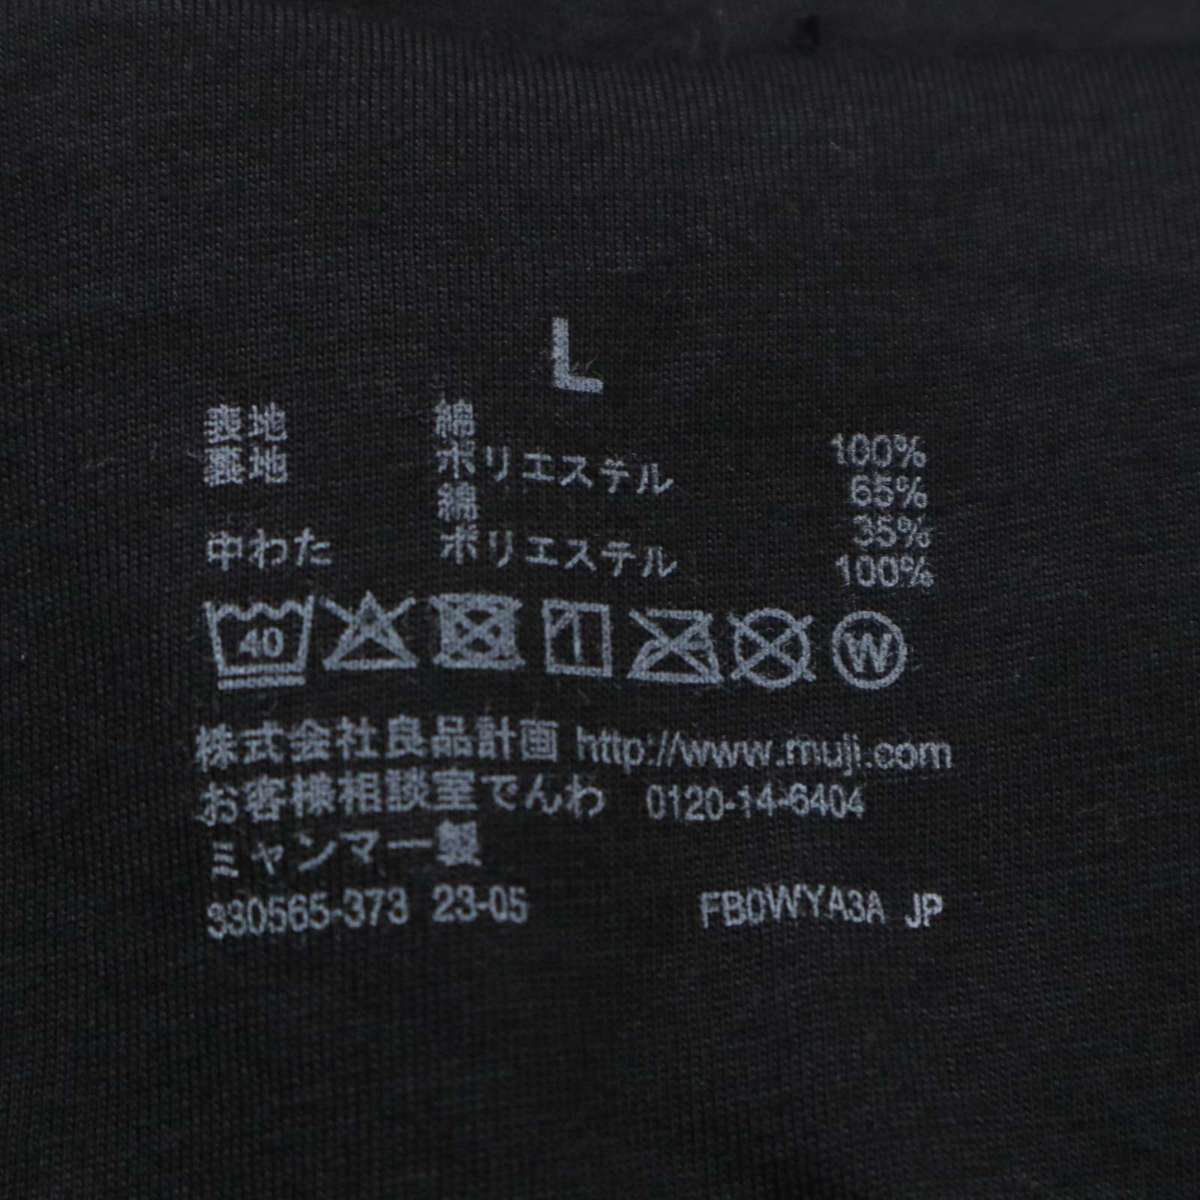 L
表地 綿 100%
裏地 ポリエステル 65%
綿 35%
中わた ポリエステル 100%
40 W
株式会社良品計画 http://www.muji.com
お客様相談室でんわ 0120-14-6404
ミャンマー製
330565-373 23-05 FB0WYA3A JP